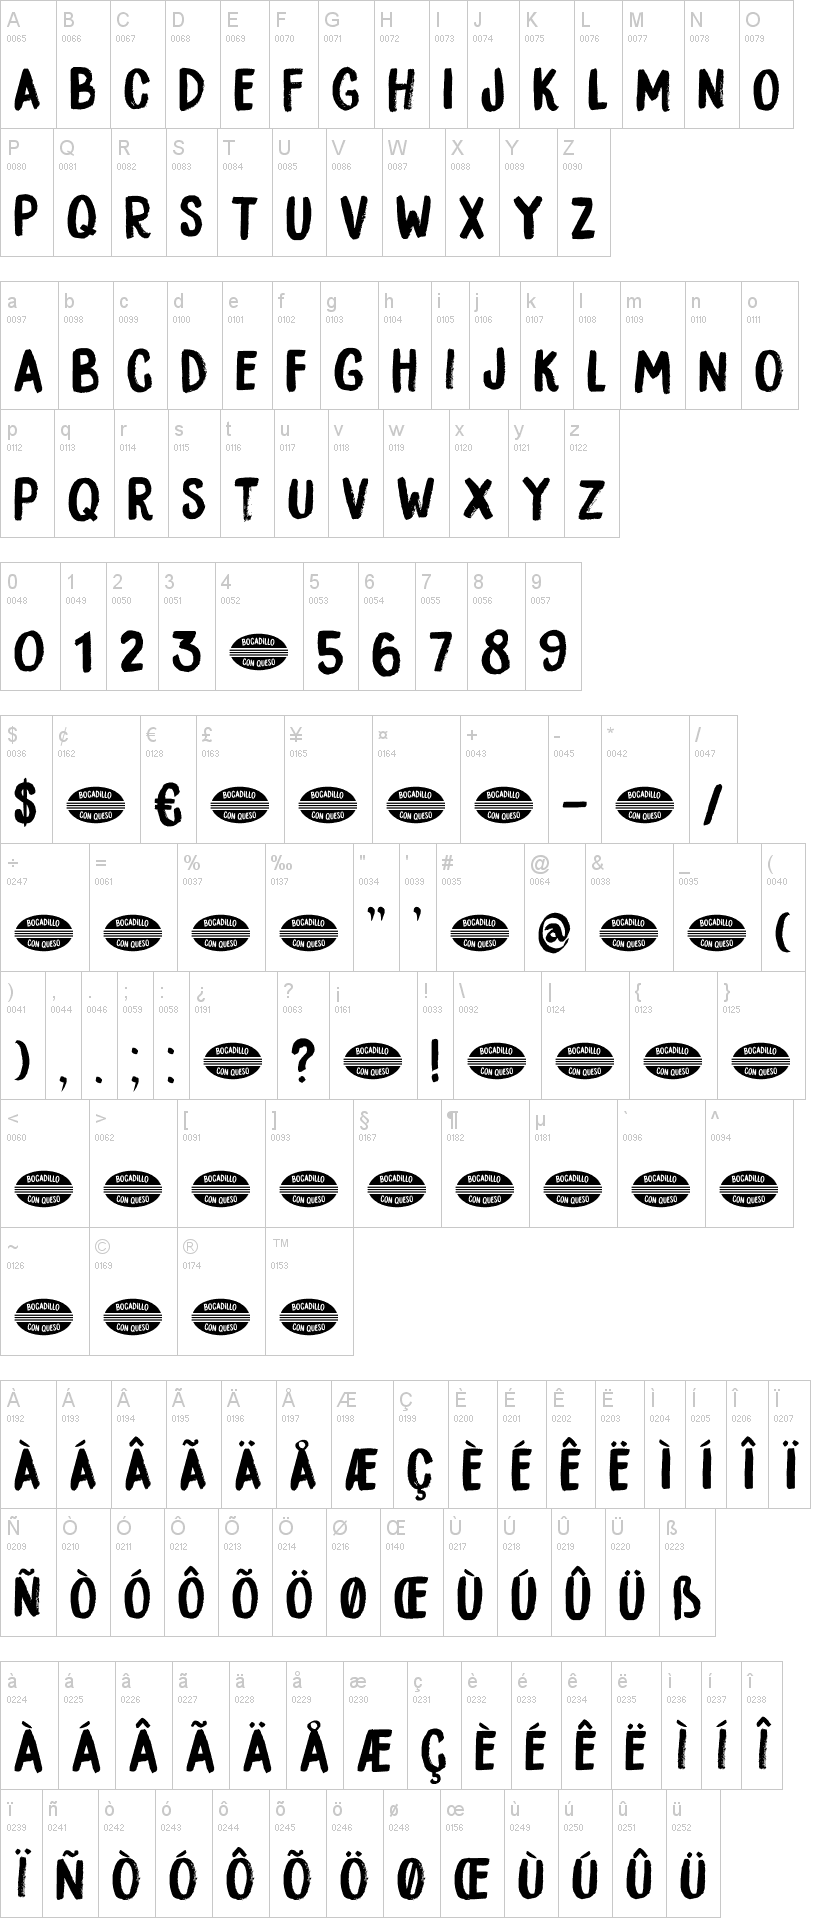 A B C D E F G H I J K L M N O
0065 0066 0067 0068 0069 0070 0071 0072 0073 0074 0075 0076 0077 0078 0079
A B C D E F G H I J K L M N O
P Q R S T U V W X Y Z
0080 0081 0082 0083 0084 0085 0086 0087 0088 0089 0090
P Q R S T U V W X Y Z
a b c d e f g h i j k l m n o
0097 0098 0099 0100 0101 0102 0103 0104 0105 0106 0107 0108 0109 0110 0111
A B C D E F G H I J K L M N O
p q r s t u v w x y z
0112 0113 0114 0115 0116 0117 0118 0119 0120 0121 0122
P Q R S T U V W X Y Z
0 1 2 3 4 5 6 7 8 9
0048 0049 0050 0051 0052 0053 0054 0055 0056 0057
0 1 2 3 BOCADILLO CON QUESO 5 6 7 8 9
$ ¢ € £ ¥ ¤ + - * /
0036 0162 0128 0163 0165 0164 0043 0045 0042 0047
$ BOCADILLO CON QUESO € BOCADILLO CON QUESO BOCADILLO CON QUESO BOCADILLO CON QUESO BOCADILLO CON QUESO - BOCADILLO CON QUESO /
÷ = % ‰ " ' # @ & _ (
0247 0061 0037 0137 0034 0039 0035 0064 0038 0095 0040
BOCADILLO CON QUESO BOCADILLO CON QUESO BOCADILLO CON QUESO BOCADILLO CON QUESO " ' BOCADILLO CON QUESO @ BOCADILLO CON QUESO BOCADILLO CON QUESO (
) , . ; : ¿ ? ¡ ! \ | { }
0041 0044 0046 0059 0058 0191 0063 0161 0033 0092 0124 0123 0125
) , . ; : BOCADILLO CON QUESO ? BOCADILLO CON QUESO ! BOCADILLO CON QUESO BOCADILLO CON QUESO BOCADILLO CON QUESO BOCADILLO CON QUESO
< > [ ] § ¶ µ ` ^
0060 0062 0091 0093 0167 0182 0181 0096 0094
BOCADILLO CON QUESO BOCADILLO CON QUESO BOCADILLO CON QUESO BOCADILLO CON QUESO BOCADILLO CON QUESO BOCADILLO CON QUESO BOCADILLO CON QUESO BOCADILLO CON QUESO BOCADILLO CON QUESO
~ © ® ™
0126 0169 0174 0153
BOCADILLO CON QUESO BOCADILLO CON QUESO BOCADILLO CON QUESO BOCADILLO CON QUESO
À Á Â Ã Ä Å Æ Ç È É Ê Ë Ì Í Î Ï
0192 0193 0194 0195 0196 0197 0198 0199 0200 0201 0202 0203 0204 0205 0206 0207
À Á Â Ã Ä Å Æ Ç È É Ê Ë Ì Í Î Ï
Ñ Ò Ó Ô Õ Ö Ø Œ Ù Ú Û Ü ß
0209 0210 0211 0212 0213 0214 0216 0140 0217 0218 0219 0220 0223
Ñ Ò Ó Ô Õ Ö Ø Œ Ù Ú Û Ü ß
à á â ã ä å æ ç è é ê ë ì í î
0224 0225 0226 0227 0228 0229 0230 0231 0232 0233 0234 0235 0236 0237 0238
À Á Â Ã Ä Å Æ Ç È É Ê Ë Ì Í Î
ï ñ ò ó ô õ ö ø œ ù ú û ü
0239 0241 0242 0243 0244 0245 0246 0248 0156 0249 0250 0251 0252
Ï Ñ Ò Ó Ô Õ Ö Ø Œ Ù Ú Û Ü